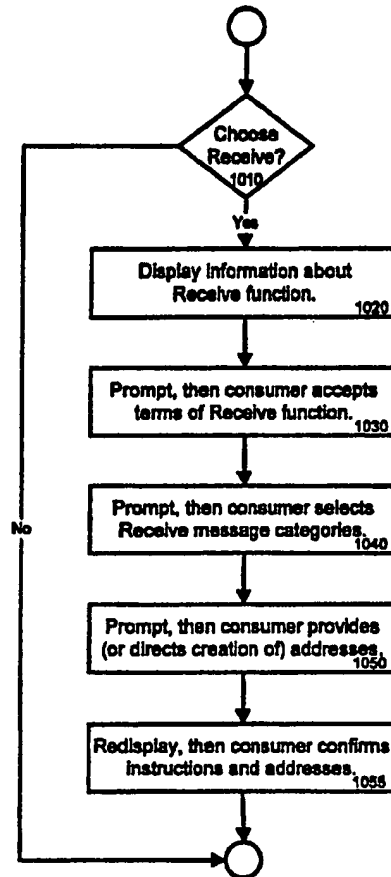 Choose
Receive?
1010
Yes
Display information about
Receive function.
1020
Prompt, then consumer accepts
terms of Receive function.
1030
Prompt, then consumer selects
Receive message categories.
1040
No
Prompt, then consumer provides
(or directs creation of) addresses.
1050
Redisplay, then consumer confirms
instructions and addresses.
1055